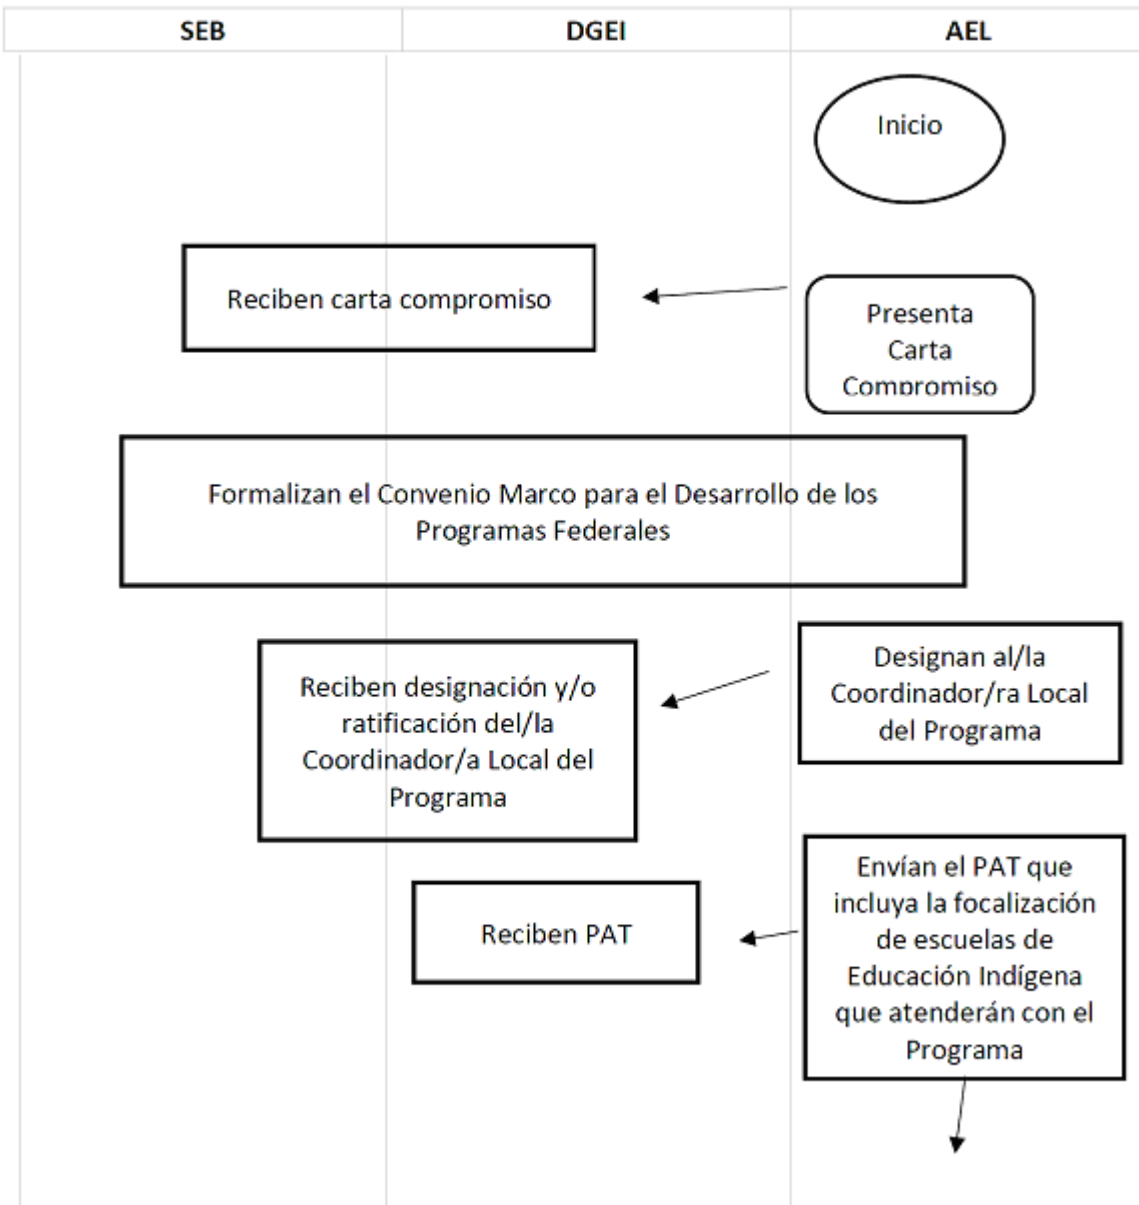 SEB
DGEI
AEL
Inicio
Reciben carta compromiso
Presenta
Carta
Compromiso
Formalizan el Convenio Marco para el Desarrollo de los
Programas Federales
Reciben designación y/o
ratificación del/la
Coordinador/a Local del
Programa
Designan al/la
Coordinador/ra Local
del Programa
Reciben PAT
Envían el PAT que
incluya la focalización
de escuelas de
Educación Indígena
que atenderán con el
Programa